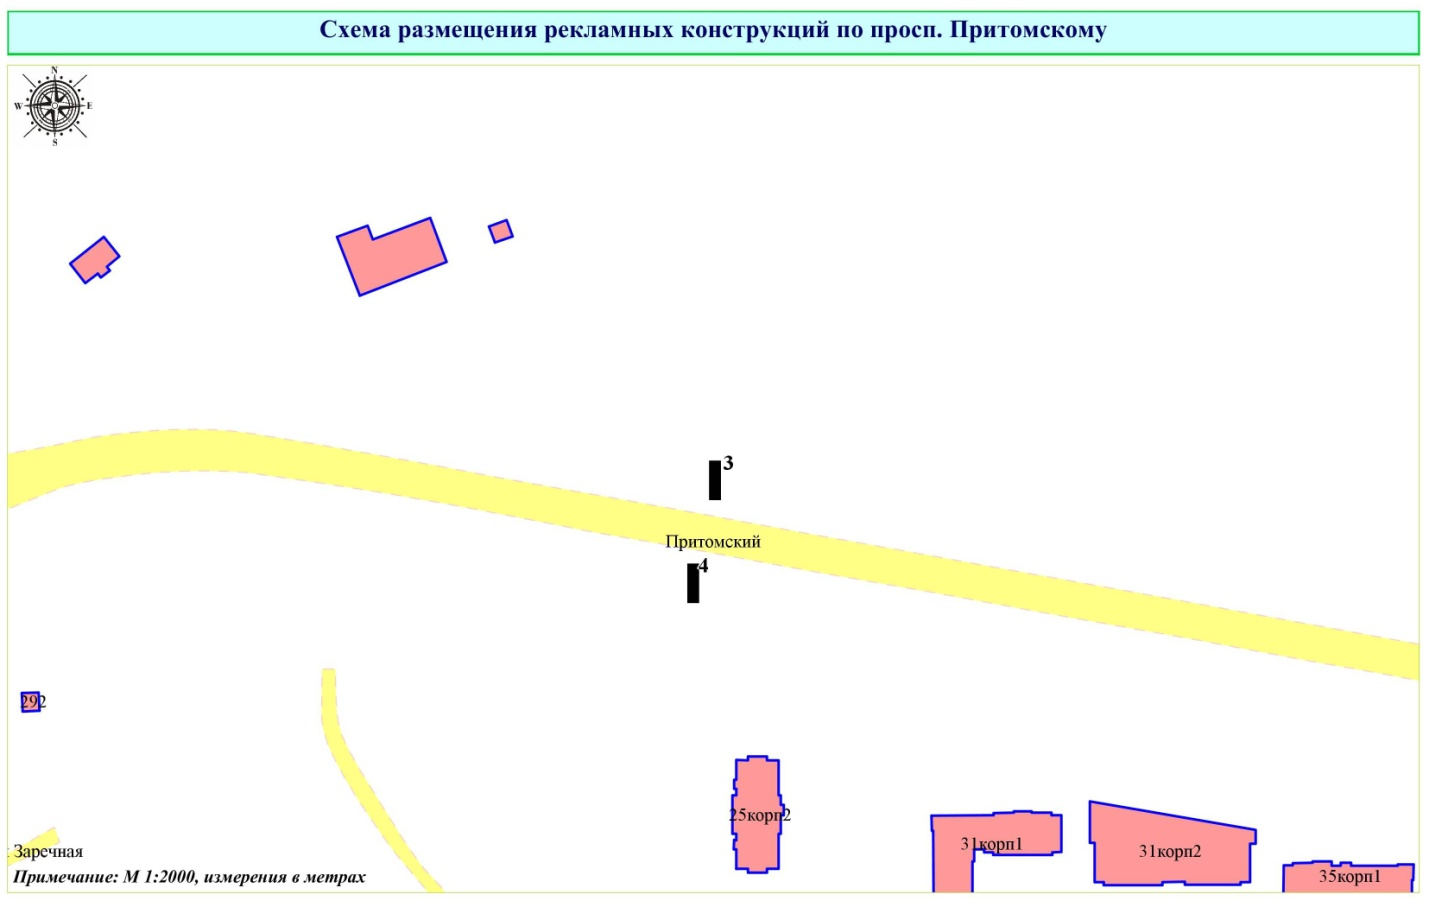 Схема размещения рекламных конструкций по просп. Притомскому
N
W E
S
3
Притомский
4
292
25корп2
31корп1
31корп2
Заречная
35корп1
Примечание: М 1:2000, измерения в метрах